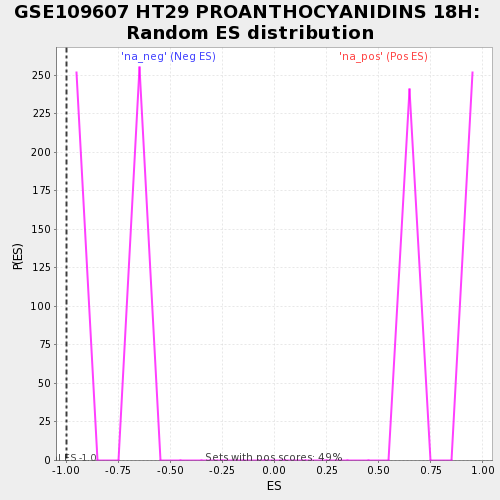 GSE109607 HT29 PROANTHOCYANIDINS 18H:
Random ES distribution
'na_neg' (Neg ES)
'na_pos' (Pos ES)
250
225
200
175
150
125
100
75
50
25
0
P(ES)
ES -1.0
Sets with pos scores: 49%
-1.00
-0.75
-0.50
-0.25
0.00
0.25
0.50
0.75
1.00
ES